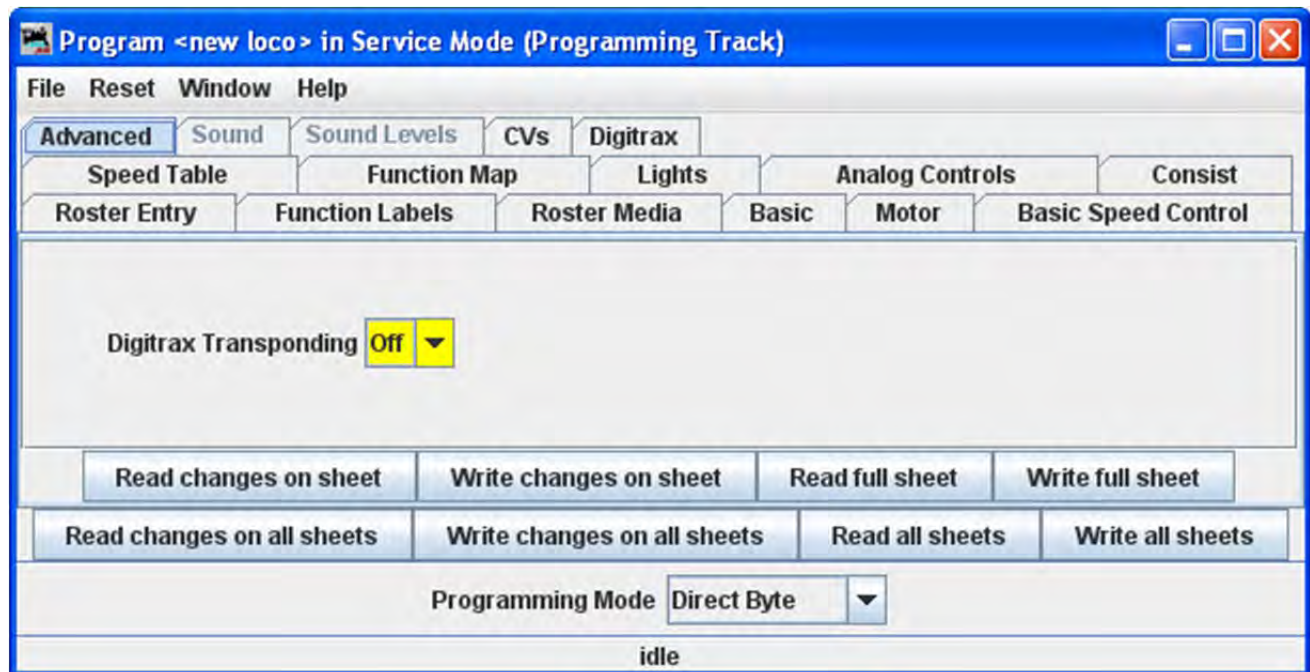 Program <new loco> in Service Mode (Programming Track)
File Reset Window Help
Advanced Sound Sound Levels CVs Digitrax
Speed Table Function Map Lights Analog Controls Consist
Roster Entry Function Labels Roster Media Basic Motor Basic Speed Control
Digitrax Transponding Off
Read changes on sheet Write changes on sheet Read full sheet Write full sheet
Read changes on all sheets Write changes on all sheets Read all sheets Write all sheets
Programming Mode Direct Byte
idle